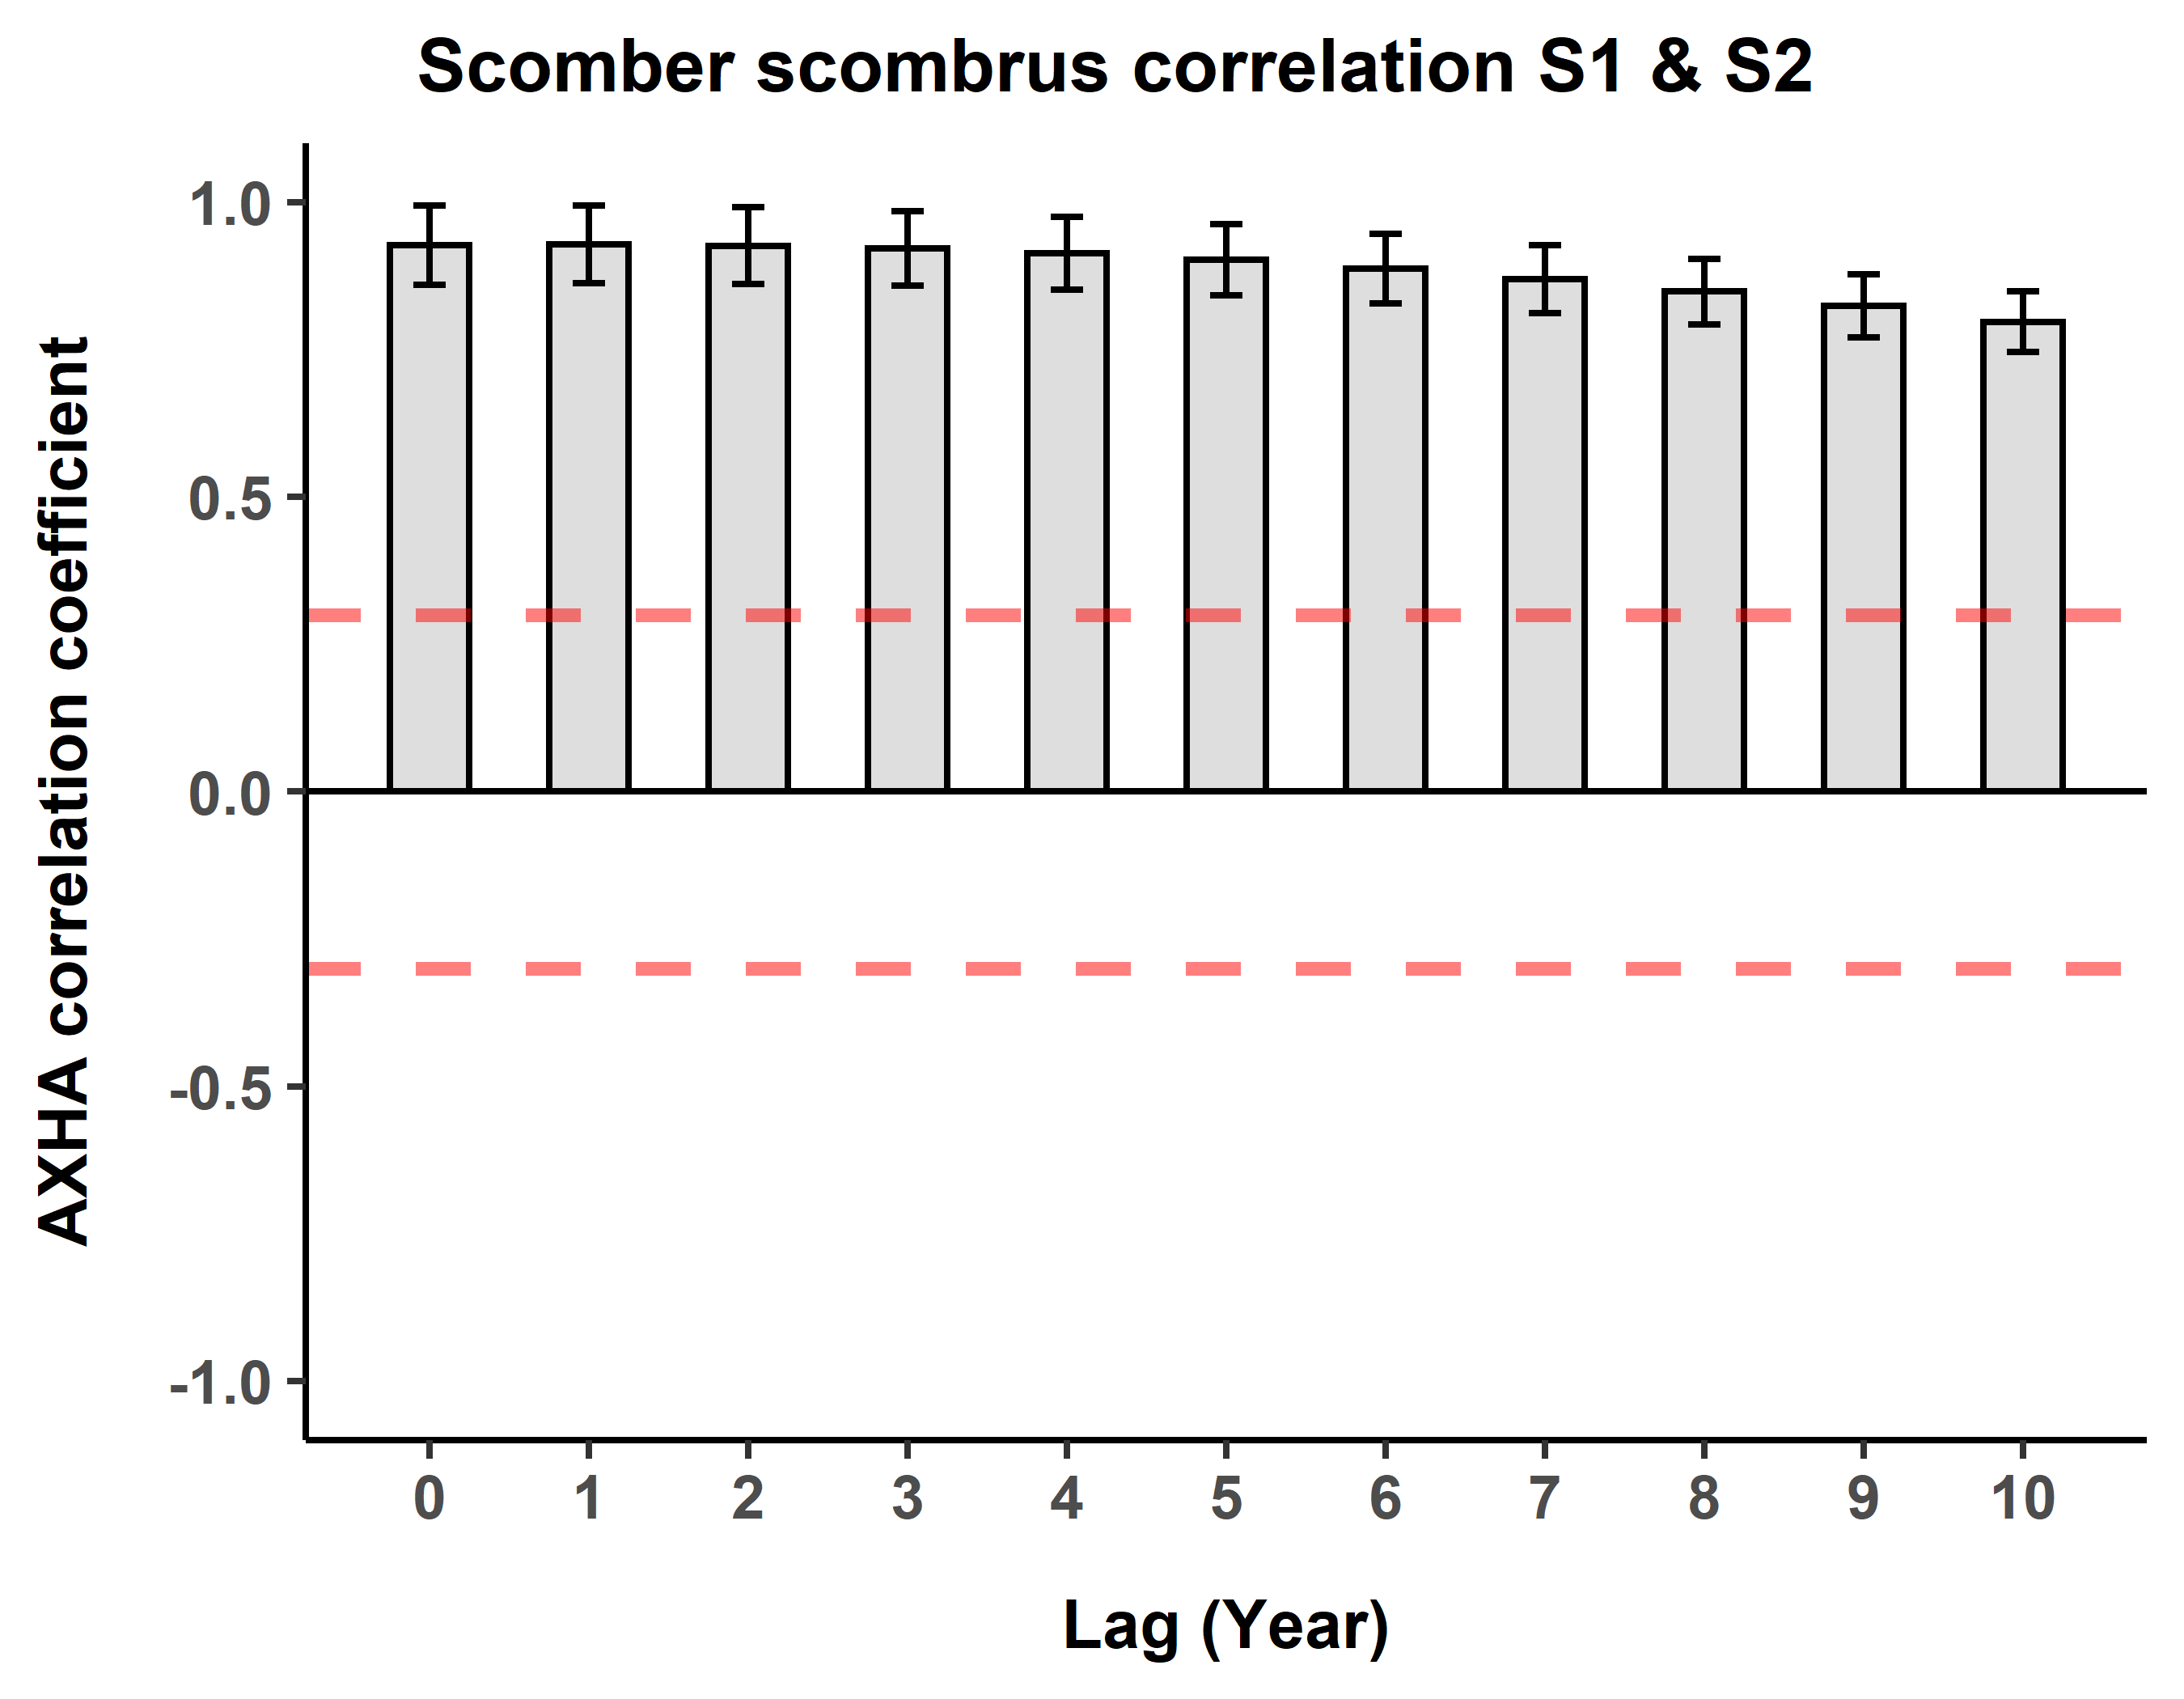 Scomber scombrus correlation S1 & S2
AXHA correlation coefficient
1.0
0.5
0.0
-0.5
-1.0
0 1 2 3 4 5 6 7 8 9 10
Lag (Year)